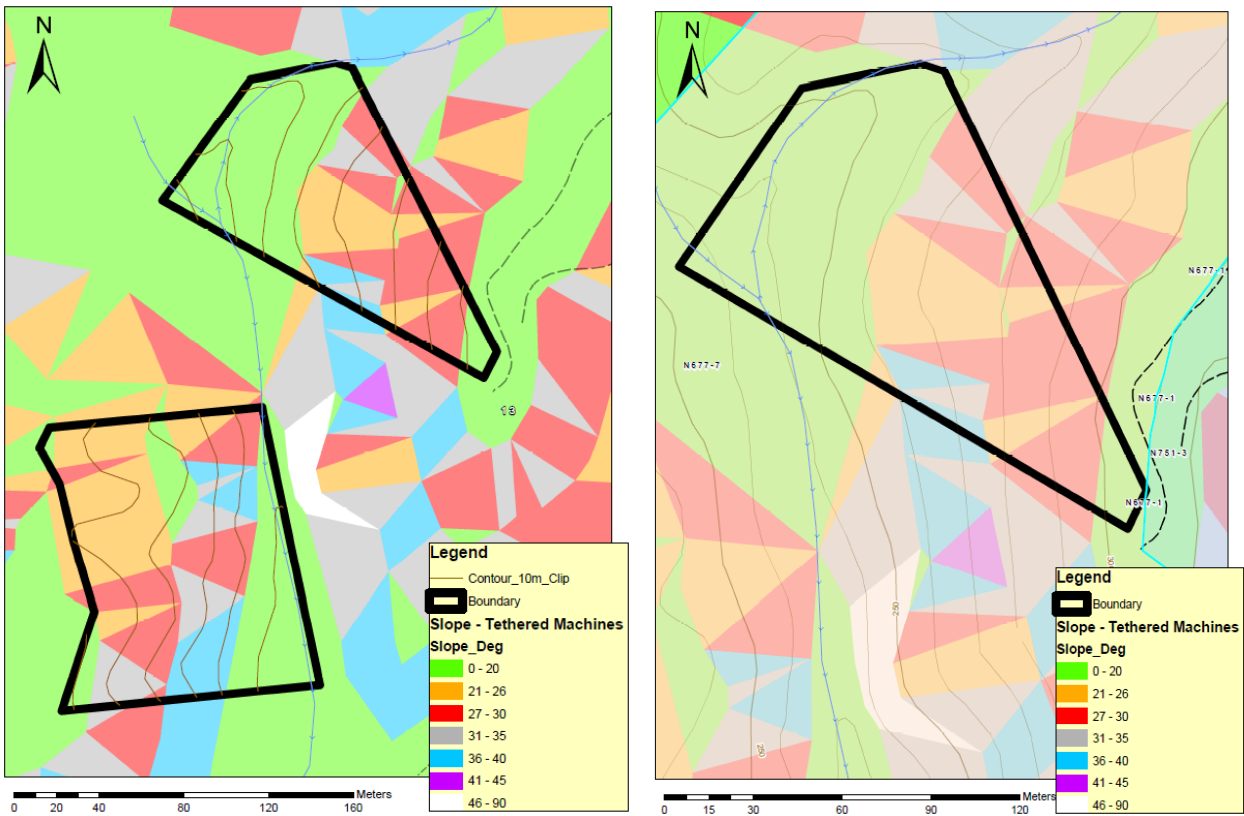 N
13
Legend
Contour_10m_Clip
Boundary
Slope - Tethered Machines
Slope_Deg
0 - 20
21 - 26
27 - 30
31 - 35
36 - 40
41 - 45
46 - 90
0 20 40 80 120 160 Meters
N
N677-1
N677-7
N677-1
N751-3
N677-1
250
250
Legend
Boundary
Slope - Tethered Machines
Slope_Deg
0 - 20
21 - 26
27 - 30
31 - 35
36 - 40
41 - 45
46 - 90
0 15 30 60 90 120 Meters